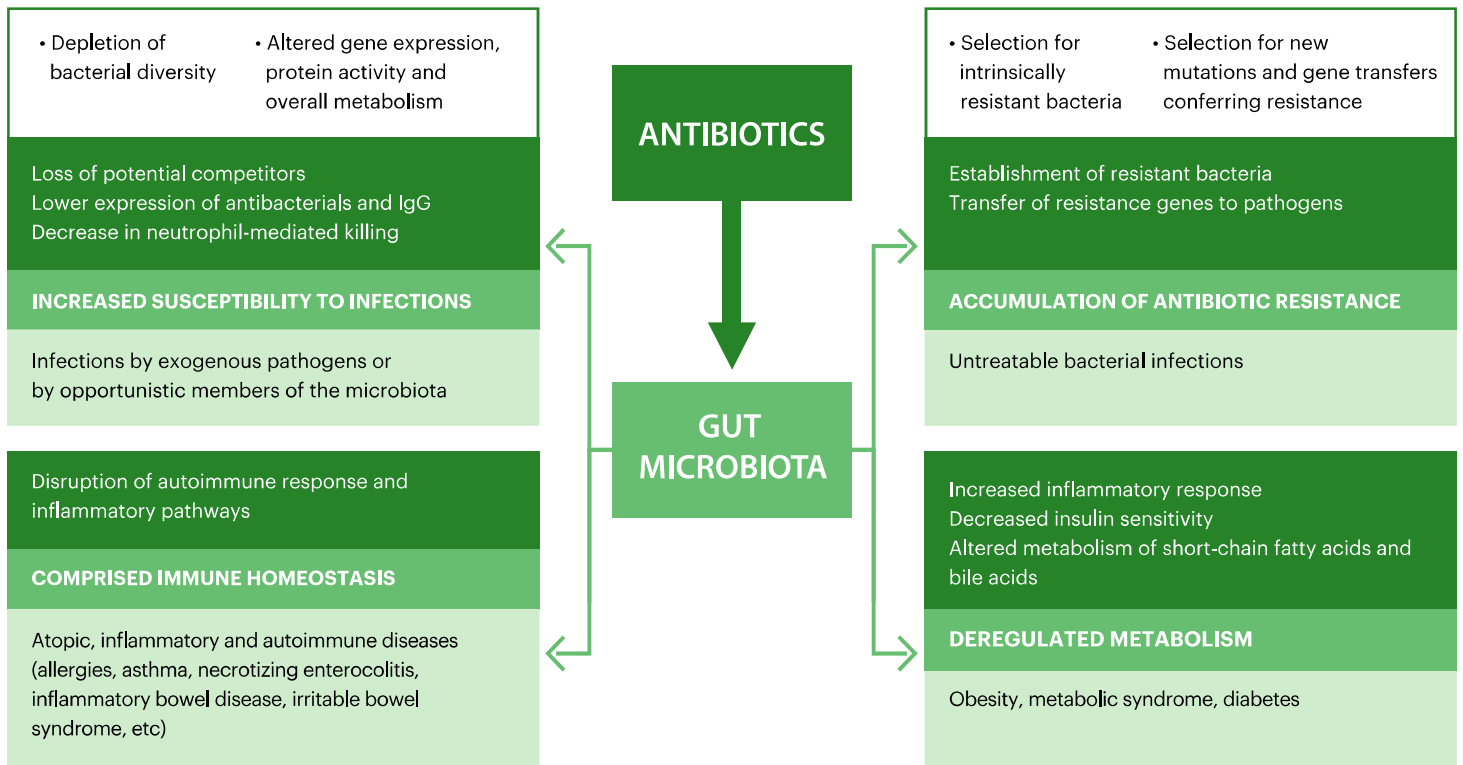 • Depletion of
bacterial diversity
• Altered gene expression,
protein activity and
overall metabolism
Loss of potential competitors
Lower expression of antibacterials and IgG
Decrease in neutrophil-mediated killing
INCREASED SUSCEPTIBILITY TO INFECTIONS
Infections by exogenous pathogens or
by opportunistic members of the microbiota
Disruption of autoimmune response and
inflammatory pathways
COMPRISED IMMUNE HOMEOSTASIS
Atopic, inflammatory and autoimmune diseases
(allergies, asthma, necrotizing enterocolitis,
inflammatory bowel disease, irritable bowel
syndrome, etc)
ANTIBIOTICS
GUT
MICROBIOTA
• Selection for
intrinsically
resistant bacteria
• Selection for new
mutations and gene transfers
conferring resistance
Establishment of resistant bacteria
Transfer of resistance genes to pathogens
ACCUMULATION OF ANTIBIOTIC RESISTANCE
Untreatable bacterial infections
Increased inflammatory response
Decreased insulin sensitivity
Altered metabolism of short-chain fatty acids and
bile acids
DEREGULATED METABOLISM
Obesity, metabolic syndrome, diabetes